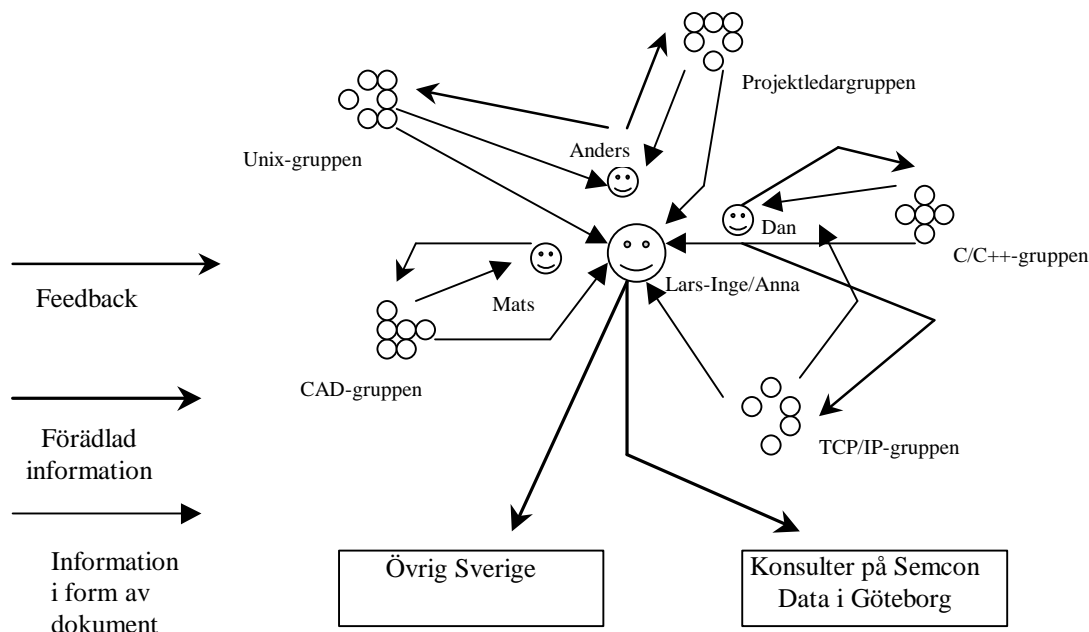 Projektledargruppen
Anders
Unix-gruppen
Dan
C/C++-gruppen
Feedback
Mats
Lars-Inge/Anna
CAD-gruppen
Förädlad
information
TCP/IP-gruppen
Information
i form av
dokument
Övrig Sverige
Konsulter på Semcon
Data i Göteborg